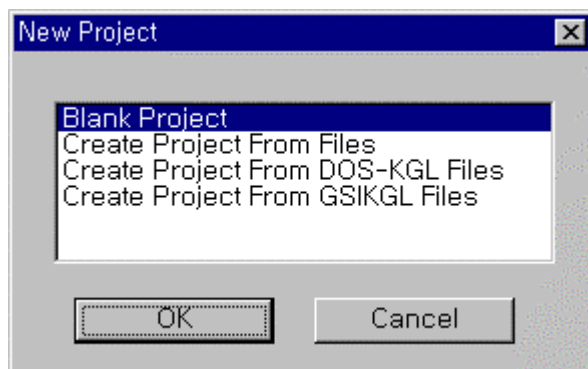 New Project
Blank Project
Create Project From Files
Create Project From DOS-KGL Files
Create Project From GSIKGL Files
OK
Cancel